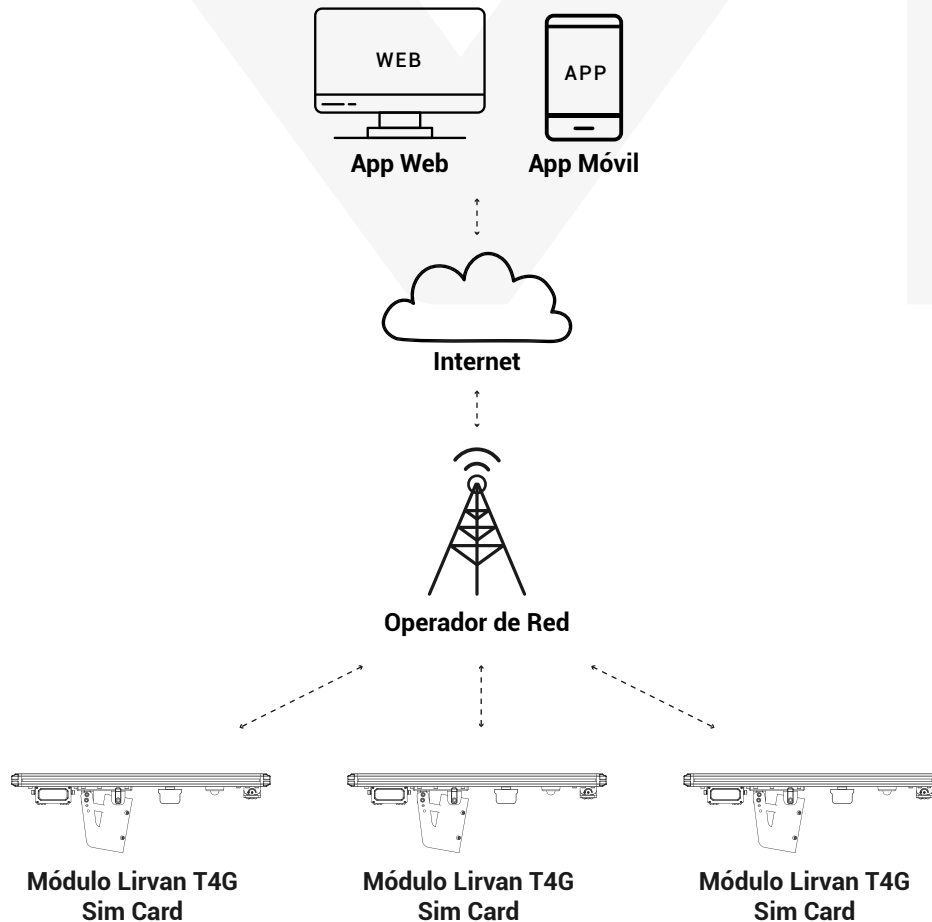 WEB
APP
App Web
App Móvil
Internet
Operador de Red
Módulo Lirvan T4G
Sim Card
Módulo Lirvan T4G
Sim Card
Módulo Lirvan T4G
Sim Card